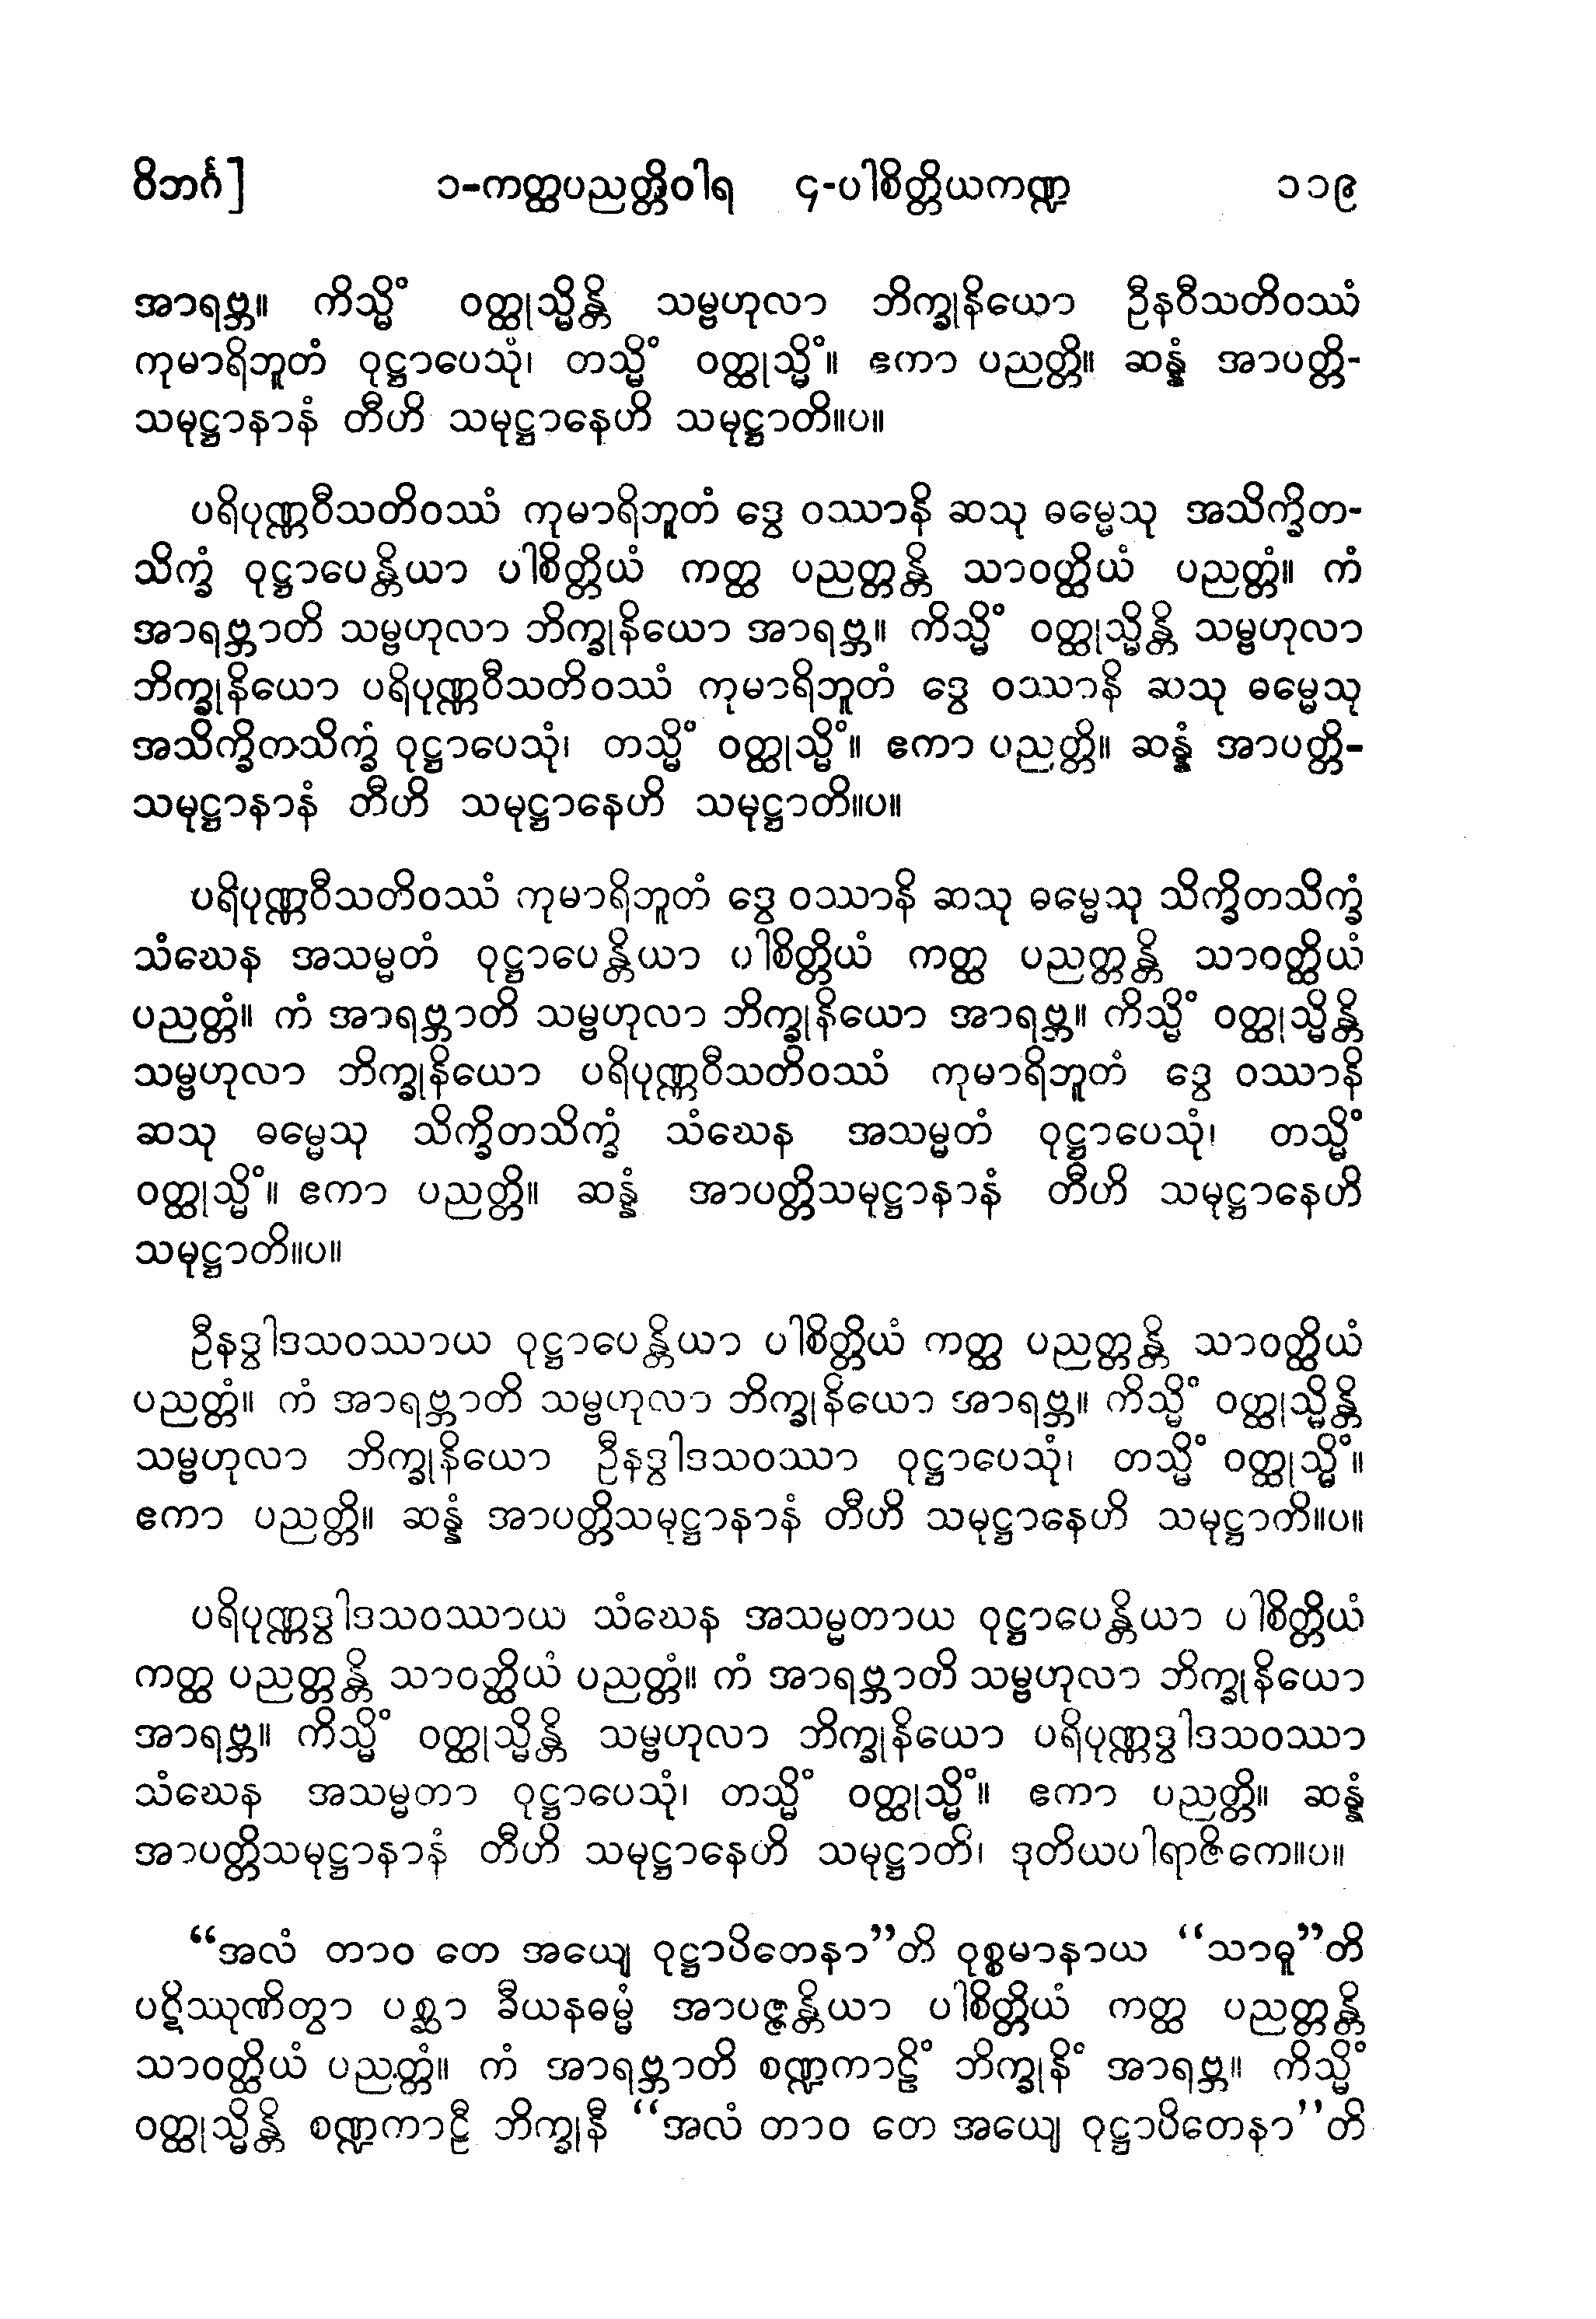 ဝိဘင်္ဂ] ၁-ကတ္ထပညတ္တိဝါရ ၄-ပါစိတ္တိယကဏ္ဍ ၁၁၉
အာရဗ္ဘ။ ကိသ္မိံ ဝတ္ထုသ္မိန္တိ သမ္ဗဟုလာ ဘိက္ခုနိယော ဦနဝီသတိဝဿံ
ကုမာရိဘူတံ ဝုဋ္ဌာပေသုံ၊ တသ္မိံ ဝတ္ထုသ္မိံ။ ဧကာ ပညတ္တိ။ ဆန္နံ အာပတ္တိ-
သမုဋ္ဌာနာနံ တီဟိ သမုဋ္ဌာနေဟိ သမုဋ္ဌာတိ။ပ။
ပရိပုဏ္ဏဝီသတိဝဿံ ကုမာရိဘူတံ ဒွေ ဝဿာနိ ဆသု ဓမ္မေသု အသိက္ခိတ-
သိက္ခံ ဝုဋ္ဌာပေန္တိယာ ပါစိတ္တိယံ ကတ္ထ ပညတ္တန္တိ သာဝတ္ထိယံ ပညတ္တံ။ ကံ
အာရဗ္ဘာတိ သမ္ဗဟုလာ ဘိက္ခုနိယော အာရဗ္ဘ။ ကိသ္မိံ ဝတ္ထုသ္မိန္တိ သမ္ဗဟုလာ
ဘိက္ခုနိယော ပရိပုဏ္ဏဝီသတိဝဿံ ကုမာရိဘူတံ ဒွေ ဝဿာနိ ဆသု ဓမ္မေသု
အသိက္ခိတသိက္ခံ ဝုဋ္ဌာပေသုံ၊ တသ္မိံ ဝတ္ထုသ္မိံ။ ဧကာ ပညတ္တိ။ ဆန္နံ အာပတ္တိ-
သမုဋ္ဌာနာနံ တီဟိ သမုဋ္ဌာနေဟိ သမုဋ္ဌာတိ။ပ။
ပရိပုဏ္ဏဝီသတိဝဿံ ကုမာရိဘူတံ ဒွေ ဝဿာနိ ဆသု ဓမ္မေသု သိက္ခိတသိက္ခံ
သံဃေန အသမ္မတံ ဝုဋ္ဌာပေန္တိယာ ပါစိတ္တိယံ ကတ္ထ ပညတ္တန္တိ သာဝတ္ထိယံ
ပညတ္တံ။ ကံ အာရဗ္ဘာတိ သမ္ဗဟုလာ ဘိက္ခုနိယော အာရဗ္ဘ။ ကိသ္မိံ ဝတ္ထုသ္မိန္တိ
သမ္ဗဟုလာ ဘိက္ခုနိယော ပရိပုဏ္ဏဝီသတိဝဿံ ကုမာရိဘူတံ ဒွေ ဝဿာနိ
ဆသု ဓမ္မေသု သိက္ခိတသိက္ခံ သံဃေန အသမ္မတံ ဝုဋ္ဌာပေသုံ၊ တသ္မိံ
ဝတ္ထုသ္မိံ။ ဧကာ ပညတ္တိ။ ဆန္နံ အာပတ္တိသမုဋ္ဌာနာနံ တီဟိ သမုဋ္ဌာနေဟိ
သမုဋ္ဌာတိ။ပ။
ဦနဒွါဒသဝဿာယ ဝုဋ္ဌာပေန္တိယာ ပါစိတ္တိယံ ကတ္ထ ပညတ္တန္တိ သာဝတ္ထိယံ
ပညတ္တံ။ ကံ အာရဗ္ဘာတိ သမ္ဗဟုလာ ဘိက္ခုနိယော အာရဗ္ဘ။ ကိသ္မိံ ဝတ္ထုသ္မိန္တိ
သမ္ဗဟုလာ ဘိက္ခုနိယော ဦနဒွါဒသဝဿာ ဝုဋ္ဌာပေသုံ၊ တသ္မိံ ဝတ္ထုသ္မိံ။
ဧကာ ပညတ္တိ။ ဆန္နံ အာပတ္တိသမုဋ္ဌာနာနံ တီဟိ သမုဋ္ဌာနေဟိ သမုဋ္ဌာတိ။ပ။
ပရိပုဏ္ဏဒွါဒသဝဿာယ သံဃေန အသမ္မတာယ ဝုဋ္ဌာပေန္တိယာ ပါစိတ္တိယံ
ကတ္ထ ပညတ္တန္တိ သာဝတ္ထိယံ ပညတ္တံ။ ကံ အာရဗ္ဘာတိ သမ္ဗဟုလာ ဘိက္ခုနိယော
အာရဗ္ဘ။ ကိသ္မိံ ဝတ္ထုသ္မိန္တိ သမ္ဗဟုလာ ဘိက္ခုနိယော ပရိပုဏ္ဏဒွါဒသဝဿာ
သံဃေန အသမ္မတာ ဝုဋ္ဌာပေသုံ၊ တသ္မိံ ဝတ္ထုသ္မိံ။ ဧကာ ပညတ္တိ။ ဆန္နံ
အာပတ္တိသမုဋ္ဌာနာနံ တီဟိ သမုဋ္ဌာနေဟိ သမုဋ္ဌာတိ၊ ဒုတိယပါရာဇိကေ။ပ။
“အလံ တာဝ တေ အယျေ ဝုဋ္ဌာပိတေနာ”တိ ဝုစ္စမာနာယ “သာဓူ”တိ
ပဋိဿုဏိတွာ ပစ္ဆာ ခီယနဓမ္မံ အာပဇ္ဇန္တိယာ ပါစိတ္တိယံ ကတ္ထ ပညတ္တန္တိ
သာဝတ္ထိယံ ပညတ္တံ။ ကံ အာရဗ္ဘာတိ စဏ္ဍကာဠိံ ဘိက္ခုနိံ အာရဗ္ဘ။ ကိသ္မိံ
ဝတ္ထုသ္မိန္တိ စဏ္ဍကာဠီ ဘိက္ခုနီ “အလံ တာဝ တေ အယျေ ဝုဋ္ဌာပိတေနာ”တိ